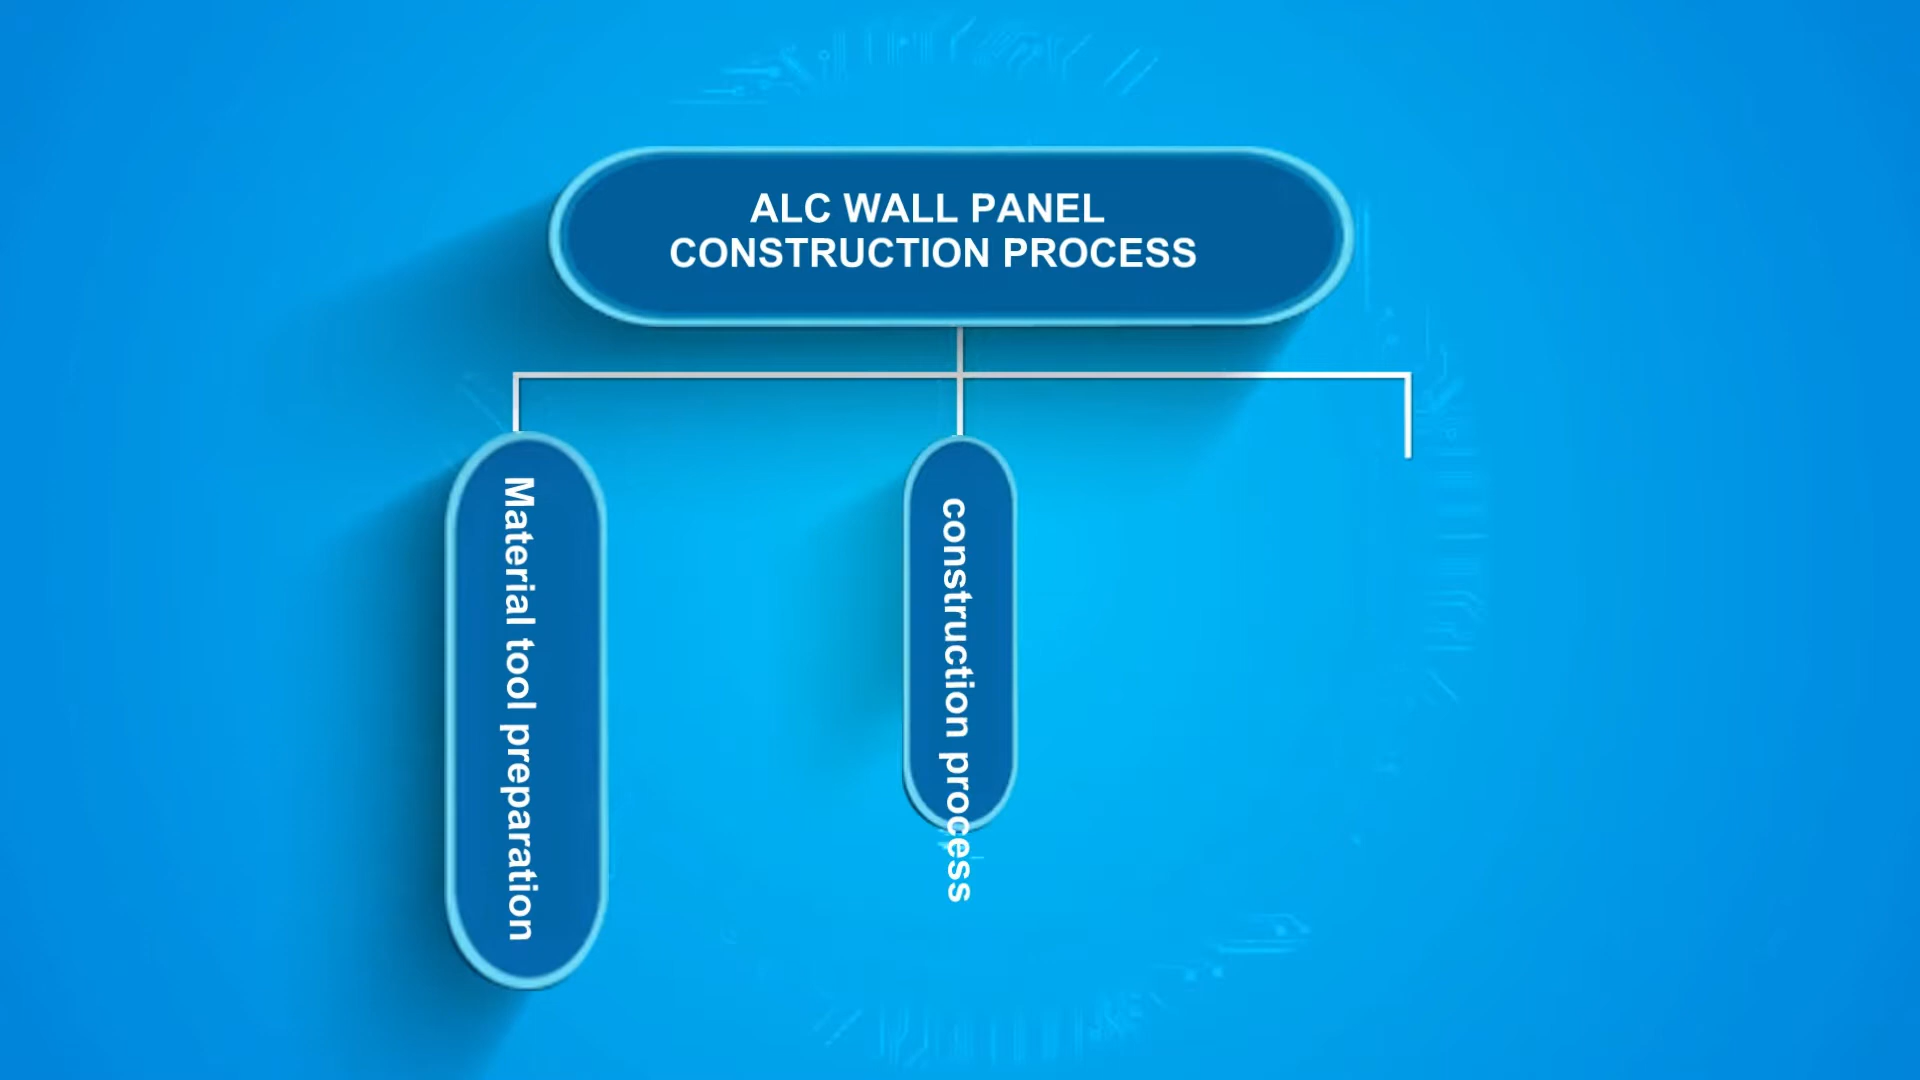 ALC WALL PANEL
CONSTRUCTION PROCESS
Material tool preparation
construction process